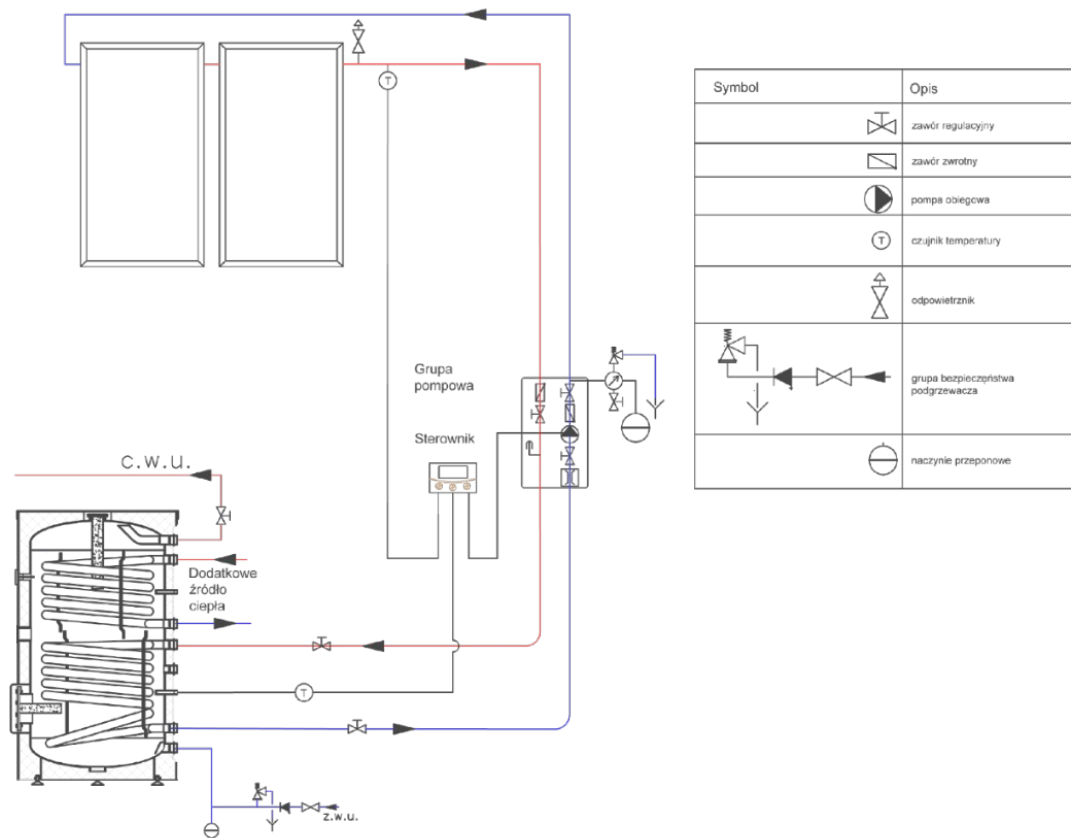 T
Symbol Opis
zawór regulacyjny
zawór zwrotny
pompa obiegowa
T czujnik temperatury
odpowietrznik
grupa bezpieczęństwa
podgrzewacza
naczynie przeponowe
Grupa
pompowa
Sterownik
c.w.u.
Dodatkowe
źródło
ciepła
T
z.w.u.